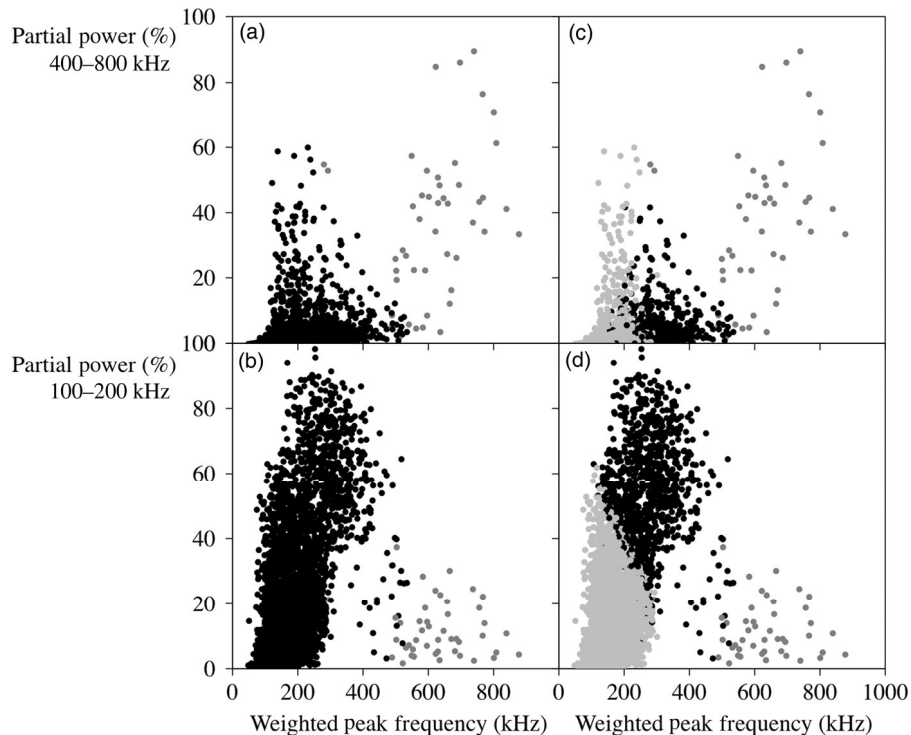 100
(a)
(c)
Partial power (%)
400–800 kHz
80
60
40
20
100
(b)
(d)
Partial power (%)
100–200 kHz
80
60
40
20
0
0 200 400 600 800 0 200 400 600 800 1000
Weighted peak frequency (kHz) Weighted peak frequency (kHz)